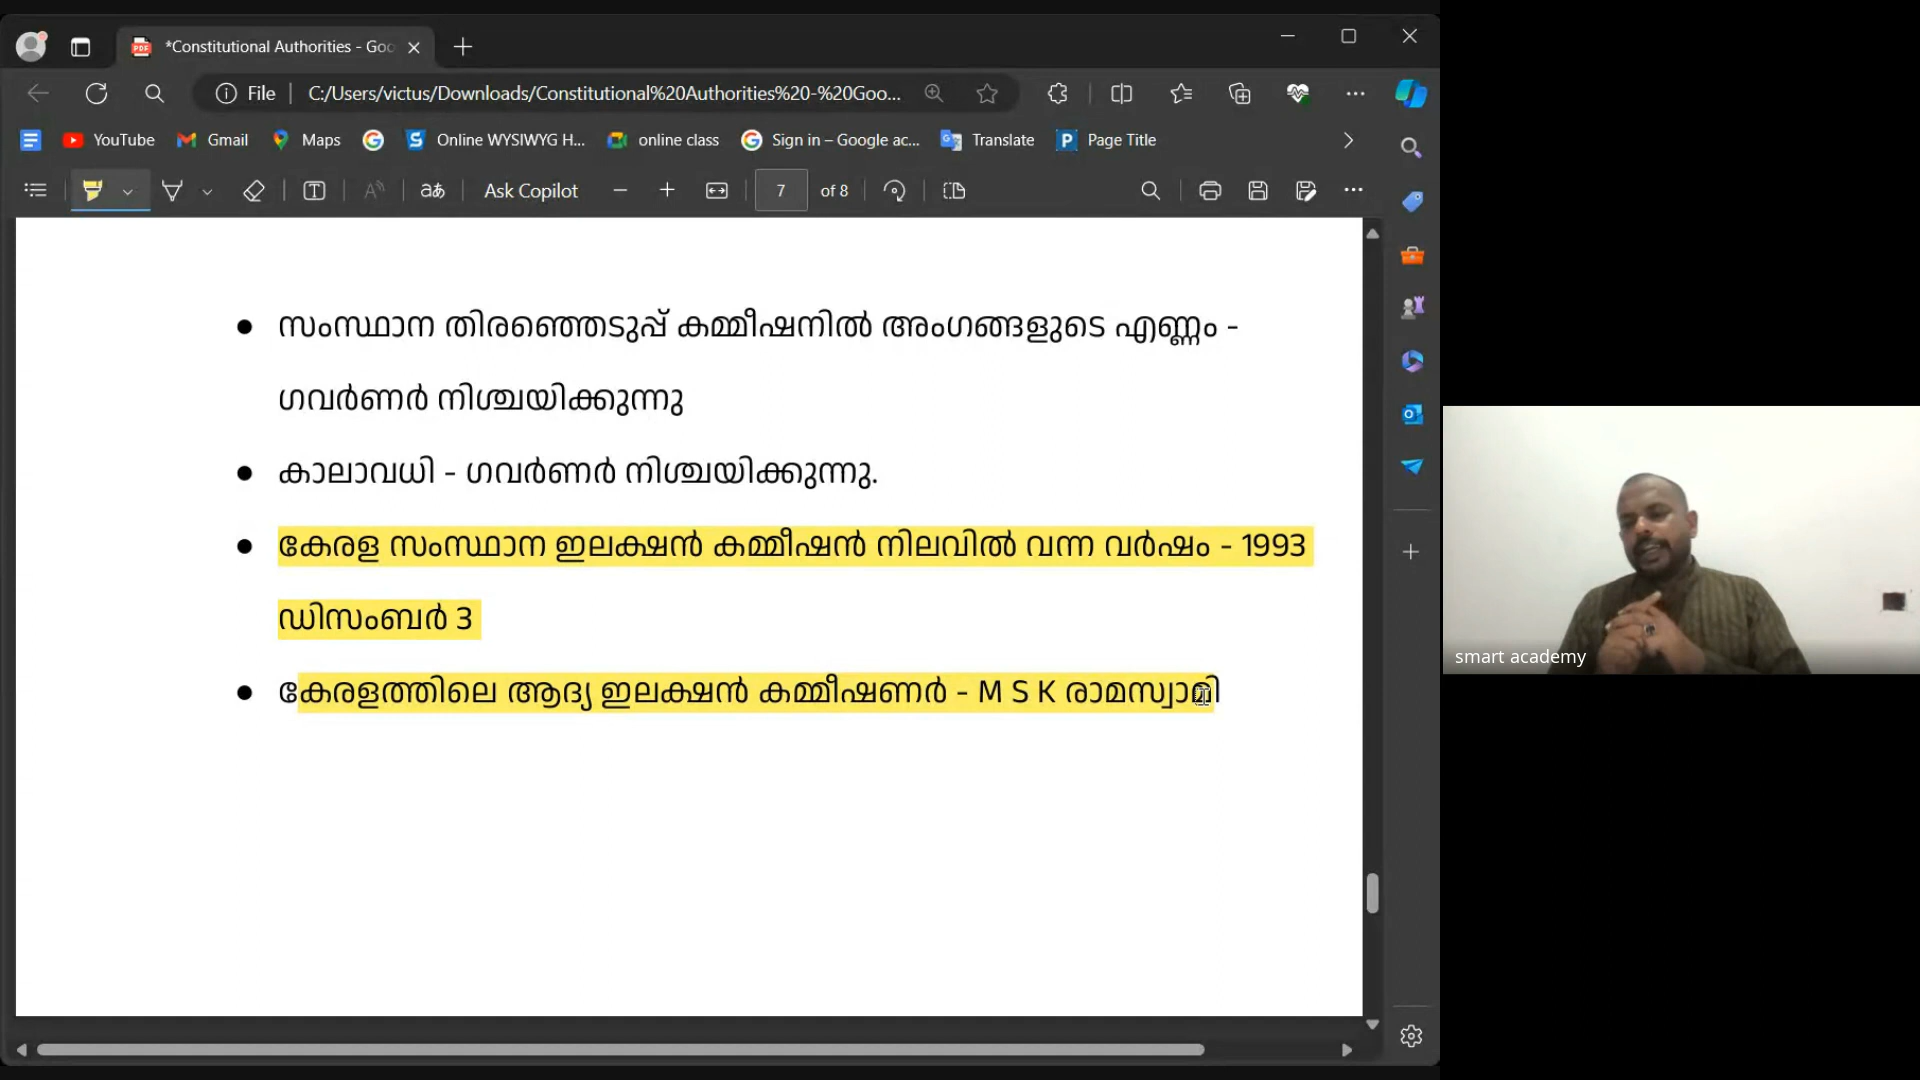 *Constitutional Authorities - Goo
File
C:/Users/victus/Downloads/Constitutional%20Authorities%20-%20Goo...
YouTube
Gmail
Maps
Online WYSIWYG H...
online class
Sign in – Google ac...
Translate
Page Title
Ask Copilot
7 of 8
സംസ്ഥാന തിരഞ്ഞെടുപ്പ് കമ്മീഷനിൽ അംഗങ്ങളുടെ എണ്ണം -
ഗവർണർ നിശ്ചയിക്കുന്നു
കാലാവധി - ഗവർണർ നിശ്ചയിക്കുന്നു.
കേരള സംസ്ഥാന ഇലക്ഷൻ കമ്മീഷൻ നിലവിൽ വന്ന വർഷം - 1993
ഡിസംബർ 3
കേരളത്തിലെ ആദ്യ ഇലക്ഷൻ കമ്മീഷണർ - M S K രാമസ്വാമി
smart academy